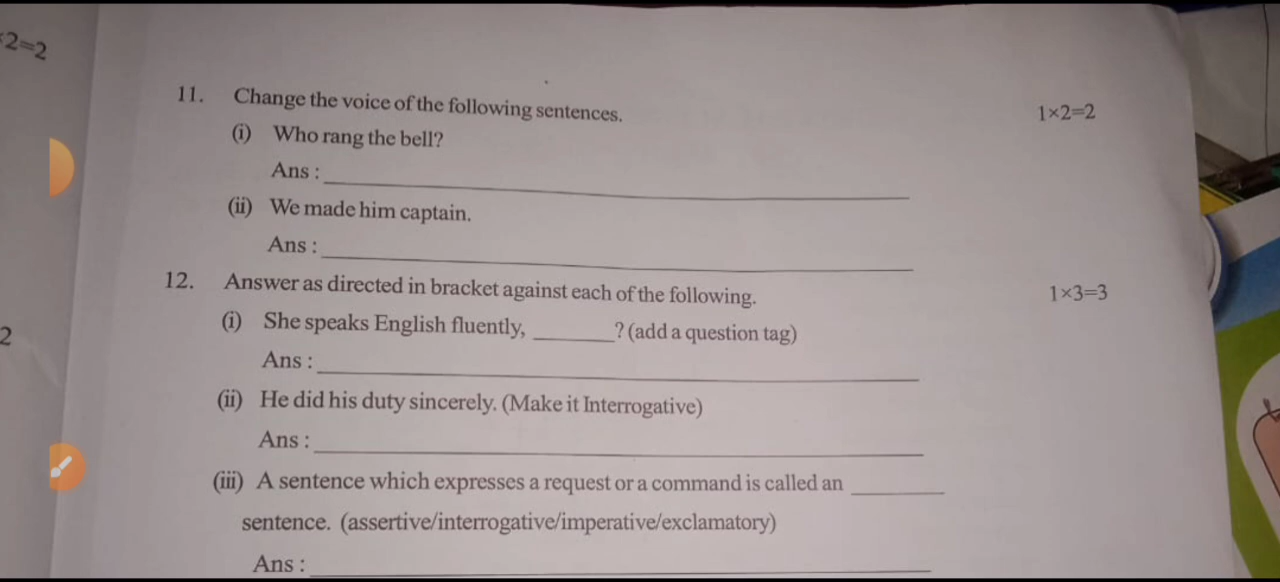 ×2=2
11. Change the voice of the following sentences. 1×2=2
(i) Who rang the bell?
Ans :
(ii) We made him captain.
Ans :
12. Answer as directed in bracket against each of the following. 1×3=3
(i) She speaks English fluently, ______? (add a question tag)
Ans :
2
(ii) He did his duty sincerely. (Make it Interrogative)
Ans :
(iii) A sentence which expresses a request or a command is called an ______
sentence. (assertive/interrogative/imperative/exclamatory)
Ans :